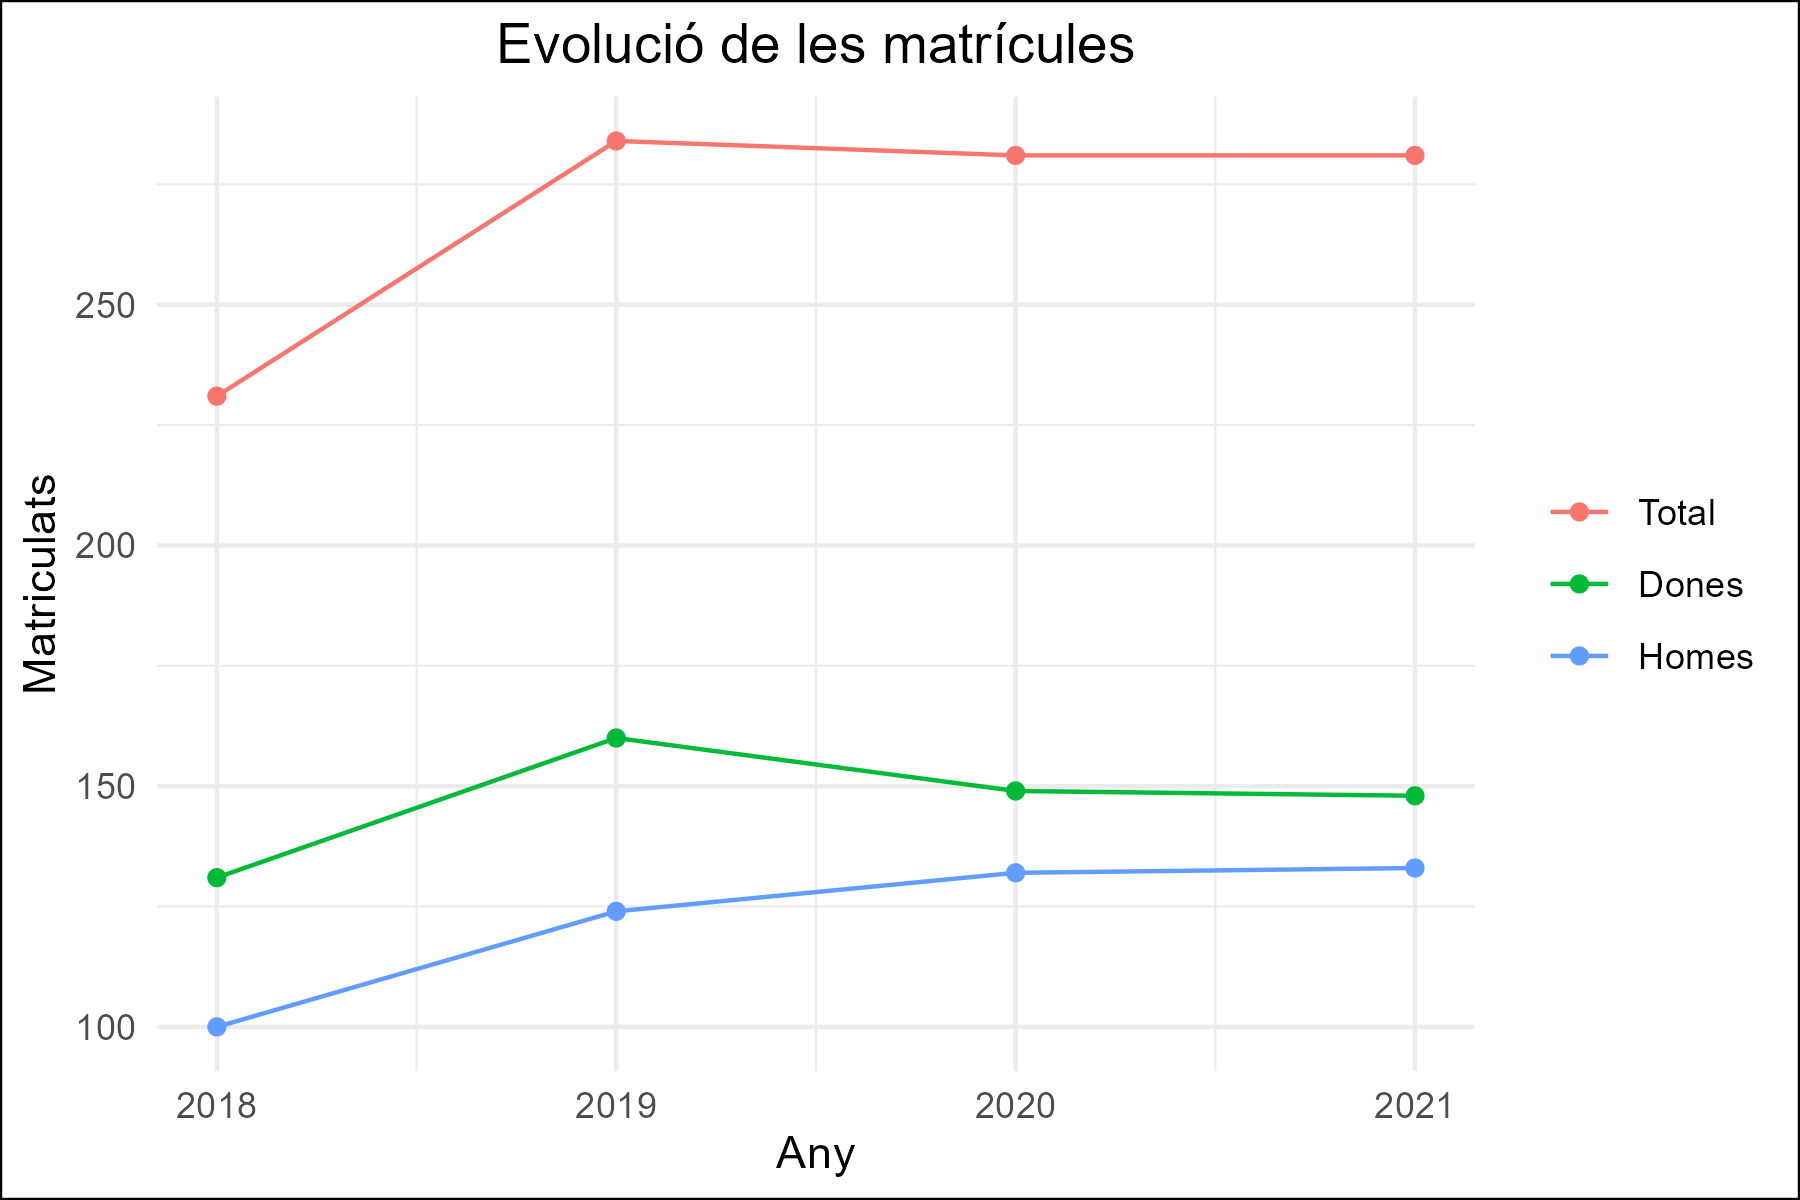 Evolució de les matrícules
Matriculats
250
200
150
100
2018
2019
2020
2021
Any
Total
Dones
Homes